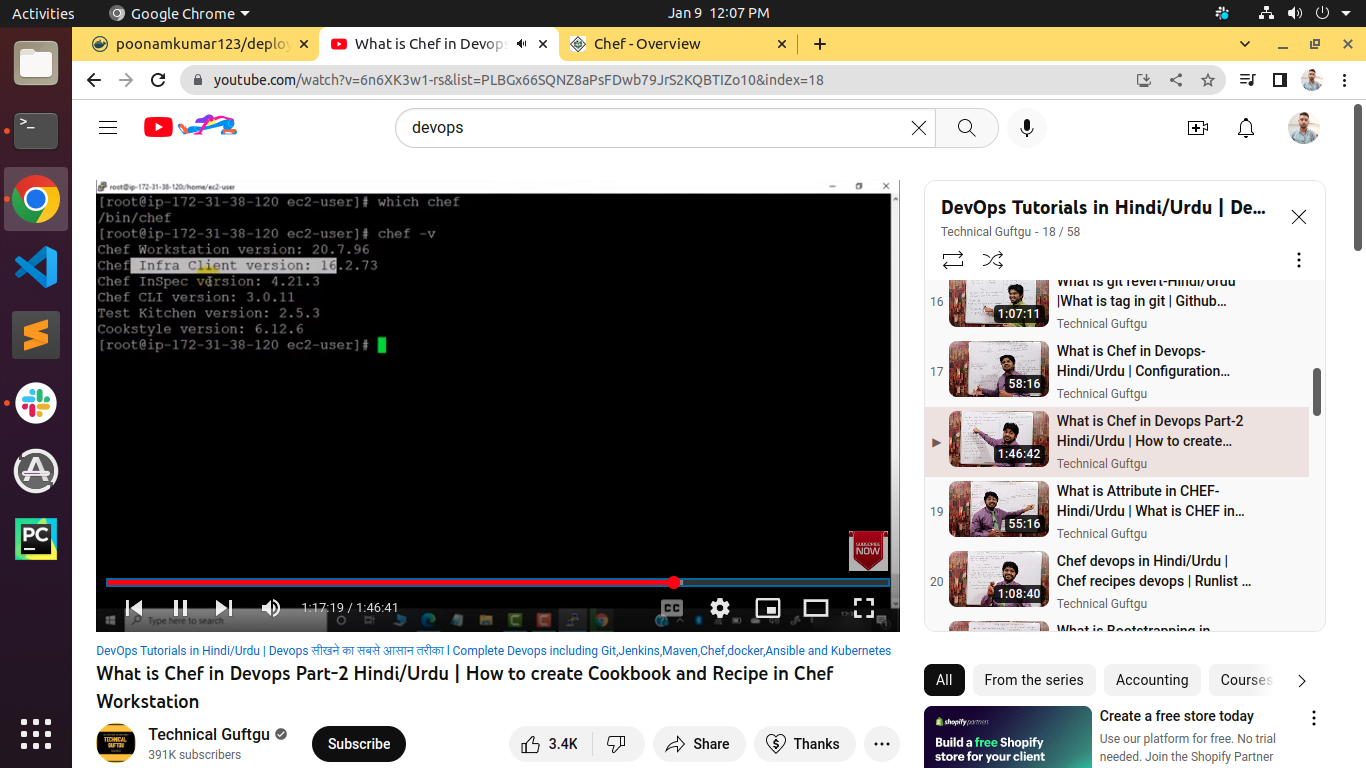 Activities
Google Chrome
Jan 9 12:07 PM
poonamkumar123/deploy
What is Chef in Devops
Chef - Overview
youtube.com/watch?v=6n6XK3w1-rs&list=PLBGx66SQNZ8aPsFDwb79JrS2KQBTIZo10&index=18
devops
root@ip-172-31-38-120:/home/ec2-user
[root@ip-172-31-38-120 ec2-user]# which chef
/bin/chef
[root@ip-172-31-38-120 ec2-user]# chef -v
Chef Workstation version: 20.7.96
Chef Infra Client version: 16.2.73
Chef InSpec version: 4.21.3
Chef CLI version: 3.0.11
Test Kitchen version: 2.5.3
Cookstyle version: 6.12.6
[root@ip-172-31-38-120 ec2-user]#
SUBSCRIBE
NOW
1:17:19 / 1:46:41
CC
Type here to search
DevOps Tutorials in Hindi/Urdu | Devops सीखने का सबसे आसान तरीका l Complete Devops including Git,Jenkins,Maven,Chef,docker,Ansible and Kubernetes
What is Chef in Devops Part-2 Hindi/Urdu | How to create Cookbook and Recipe in Chef
Workstation
TECHNICAL
GUFTGU
Technical Guftgu
391K subscribers
Subscribe
3.4K
Share
Thanks
DevOps Tutorials in Hindi/Urdu | De...
Technical Guftgu - 18 / 58
16
What is git revert-Hindi/Urdu
|What is tag in git | Github...
Technical Guftgu
1:07:11
17
What is Chef in Devops-
Hindi/Urdu | Configuration...
Technical Guftgu
58:16
What is Chef in Devops Part-2
Hindi/Urdu | How to create...
Technical Guftgu
1:46:42
19
What is Attribute in CHEF-
Hindi/Urdu | What is CHEF in...
Technical Guftgu
55:16
20
Chef devops in Hindi/Urdu |
Chef recipes devops | Runlist ...
Technical Guftgu
1:08:40
What is Bootstrapping in
All
From the series
Accounting
Courses
shopify partners
Build a free Shopify
store for your client
Create a free store today
Use our platform for free. No trial
needed. Join the Shopify Partner
PC